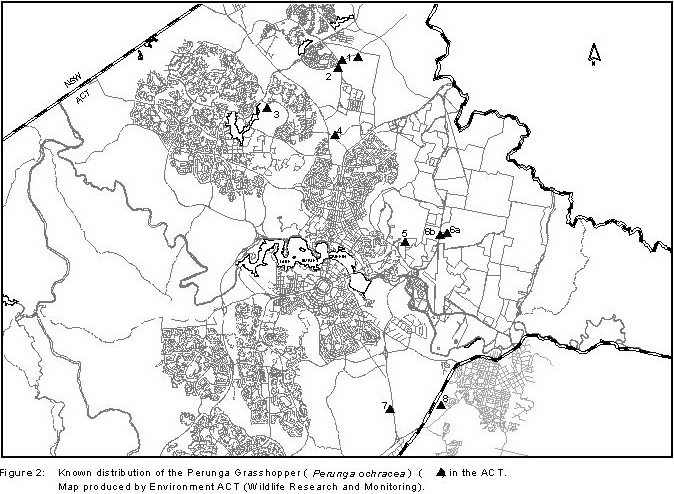 NSW
ACT
1
2
3
4
5
6b
6a
7
8
Figure 2: Known distribution of the Perunga Grasshopper ( Perunga ochracea ) ( ▲ in the ACT.
Map produced by Environment ACT (Wildlife Research and Monitoring).